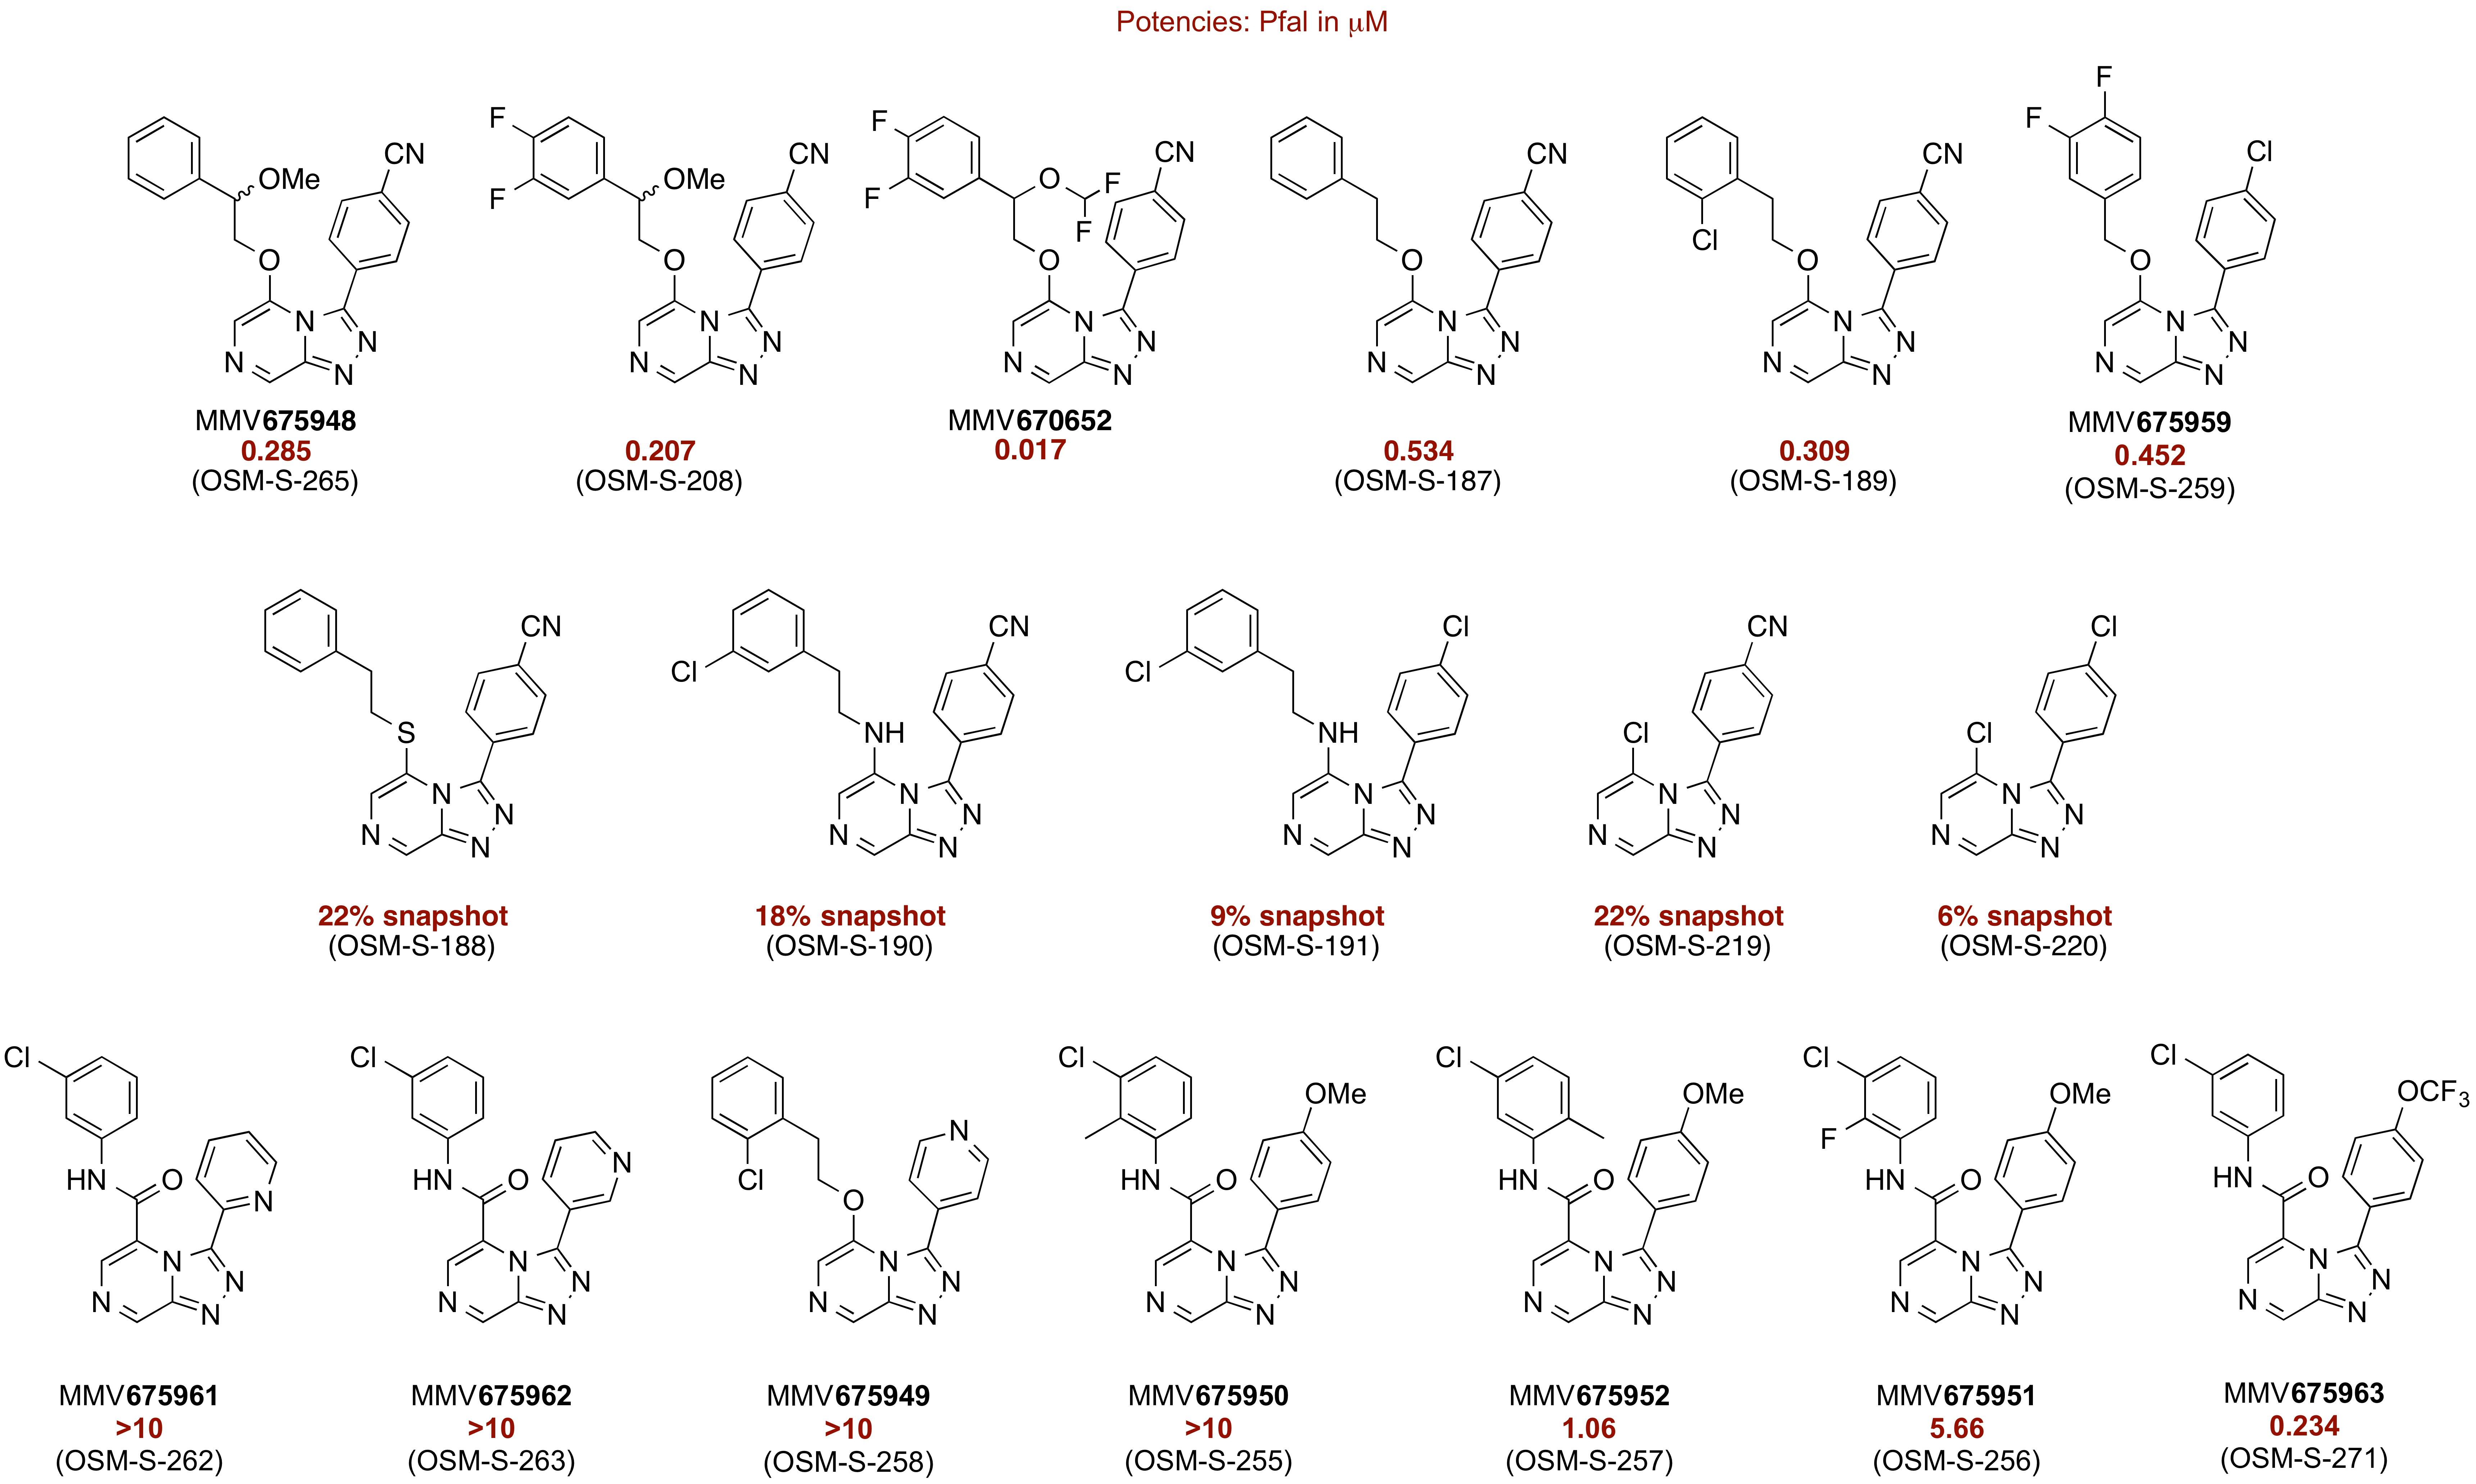 Potencies: Pfal in μM
CN
OMe
O
N
N
N
N
MMV675948
0.285
(OSM-S-265)
F
F
CN
OMe
O
N
N
N
N
0.207
(OSM-S-208)
F
F
CN
O
F
F
O
N
N
N
N
MMV670652
0.017
CN
O
N
N
N
N
0.534
(OSM-S-187)
CN
Cl
O
N
N
N
N
0.309
(OSM-S-189)
F
F
Cl
O
N
N
N
N
MMV675959
0.452
(OSM-S-259)
CN
S
N
N
N
N
22% snapshot
(OSM-S-188)
CN
Cl
NH
N
N
N
N
18% snapshot
(OSM-S-190)
Cl
Cl
NH
N
N
N
N
9% snapshot
(OSM-S-191)
CN
Cl
N
N
N
N
22% snapshot
(OSM-S-219)
Cl
Cl
N
N
N
N
6% snapshot
(OSM-S-220)
Cl
HN
O
N
N
N
N
N
MMV675961
>10
(OSM-S-262)
Cl
N
HN
O
N
N
N
N
MMV675962
>10
(OSM-S-263)
N
Cl
O
N
N
N
N
MMV675949
>10
(OSM-S-258)
Cl
OMe
HN
O
N
N
N
N
MMV675950
>10
(OSM-S-255)
Cl
OMe
HN
O
N
N
N
N
MMV675952
1.06
(OSM-S-257)
Cl
OMe
F
HN
O
N
N
N
N
MMV675951
5.66
(OSM-S-256)
Cl
OCF3
HN
O
N
N
N
N
MMV675963
0.234
(OSM-S-271)